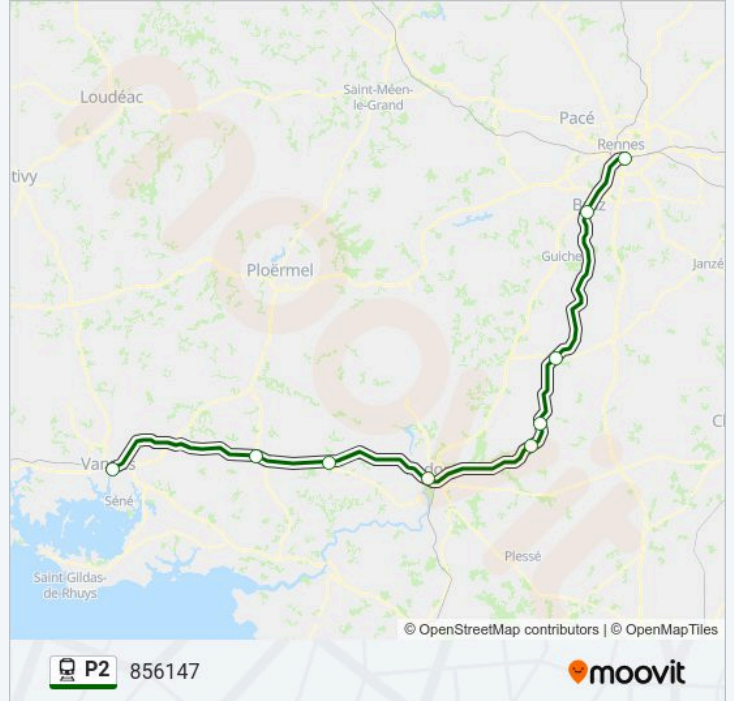 Loudéac
Saint-Méen-
le-Grand
Pacé
Rennes
tivy
Ploërmel
Guiche
Janzé
Séné
Plessé
Saint-Gildas-
de-Rhuys
© OpenStreetMap contributors | © OpenMapTiles
P2 856147
moovit